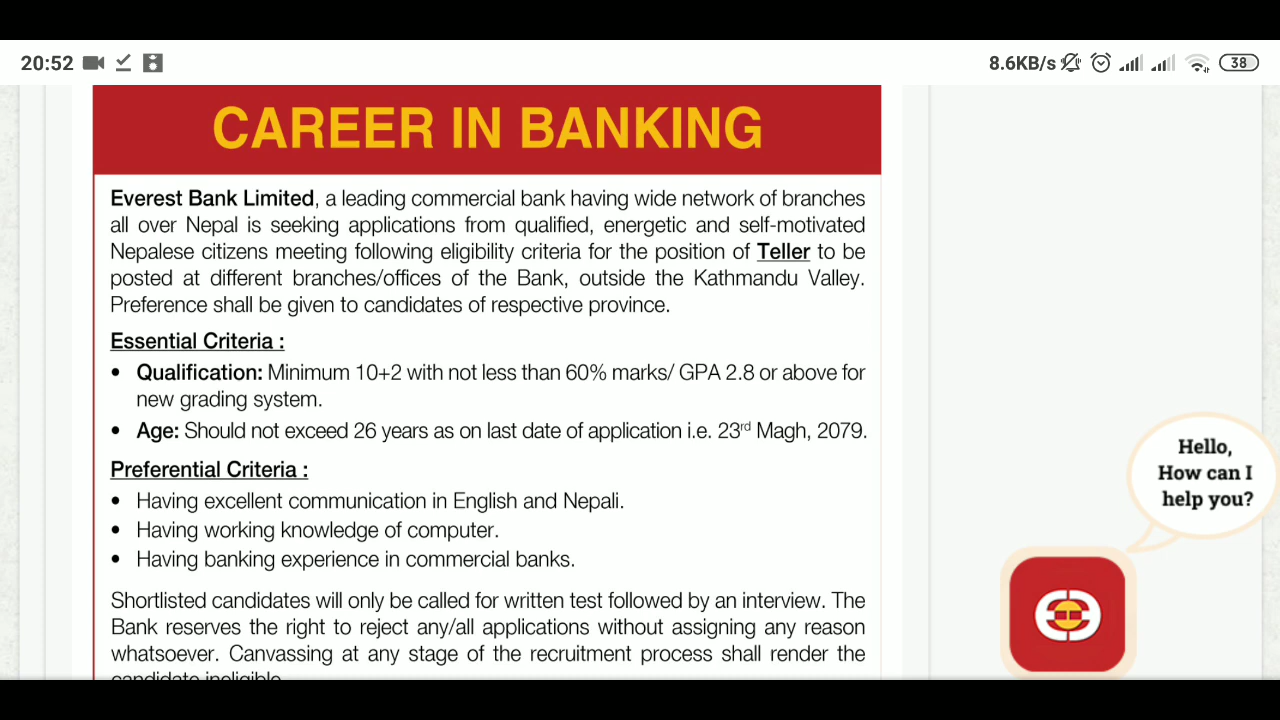 20:52
8.6KB/s
38
CAREER IN BANKING
Everest Bank Limited, a leading commercial bank having wide network of branches
all over Nepal is seeking applications from qualified, energetic and self-motivated
Nepalese citizens meeting following eligibility criteria for the position of Teller to be
posted at different branches/offices of the Bank, outside the Kathmandu Valley.
Preference shall be given to candidates of respective province.
Essential Criteria :
• Qualification: Minimum 10+2 with not less than 60% marks/ GPA 2.8 or above for
new grading system.
• Age: Should not exceed 26 years as on last date of application i.e. 23rd Magh, 2079.
Preferential Criteria :
• Having excellent communication in English and Nepali.
• Having working knowledge of computer.
• Having banking experience in commercial banks.
Shortlisted candidates will only be called for written test followed by an interview. The
Bank reserves the right to reject any/all applications without assigning any reason
whatsoever. Canvassing at any stage of the recruitment process shall render the
candidate ineligible.
Hello,
How can I
help you?